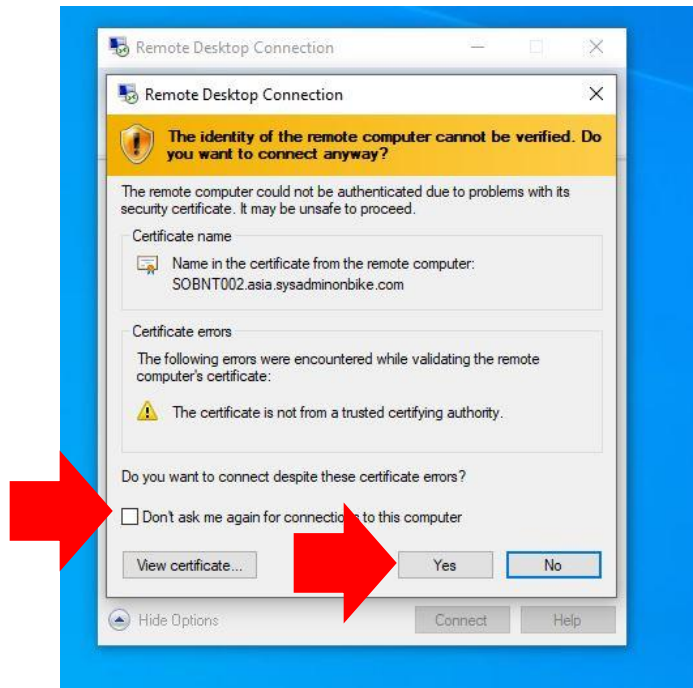 Remote Desktop Connection
Remote Desktop Connection
The identity of the remote computer cannot be verified. Do
you want to connect anyway?
The remote computer could not be authenticated due to problems with its
security certificate. It may be unsafe to proceed.
Certificate name
Name in the certificate from the remote computer:
SOBNT002.asia.sysadminonbike.com
Certificate errors
The following errors were encountered while validating the remote
computer's certificate:
The certificate is not from a trusted certifying authority.
Do you want to connect despite these certificate errors?
Don't ask me again for connections to this computer
View certificate... Yes No
Hide Options Connect Help